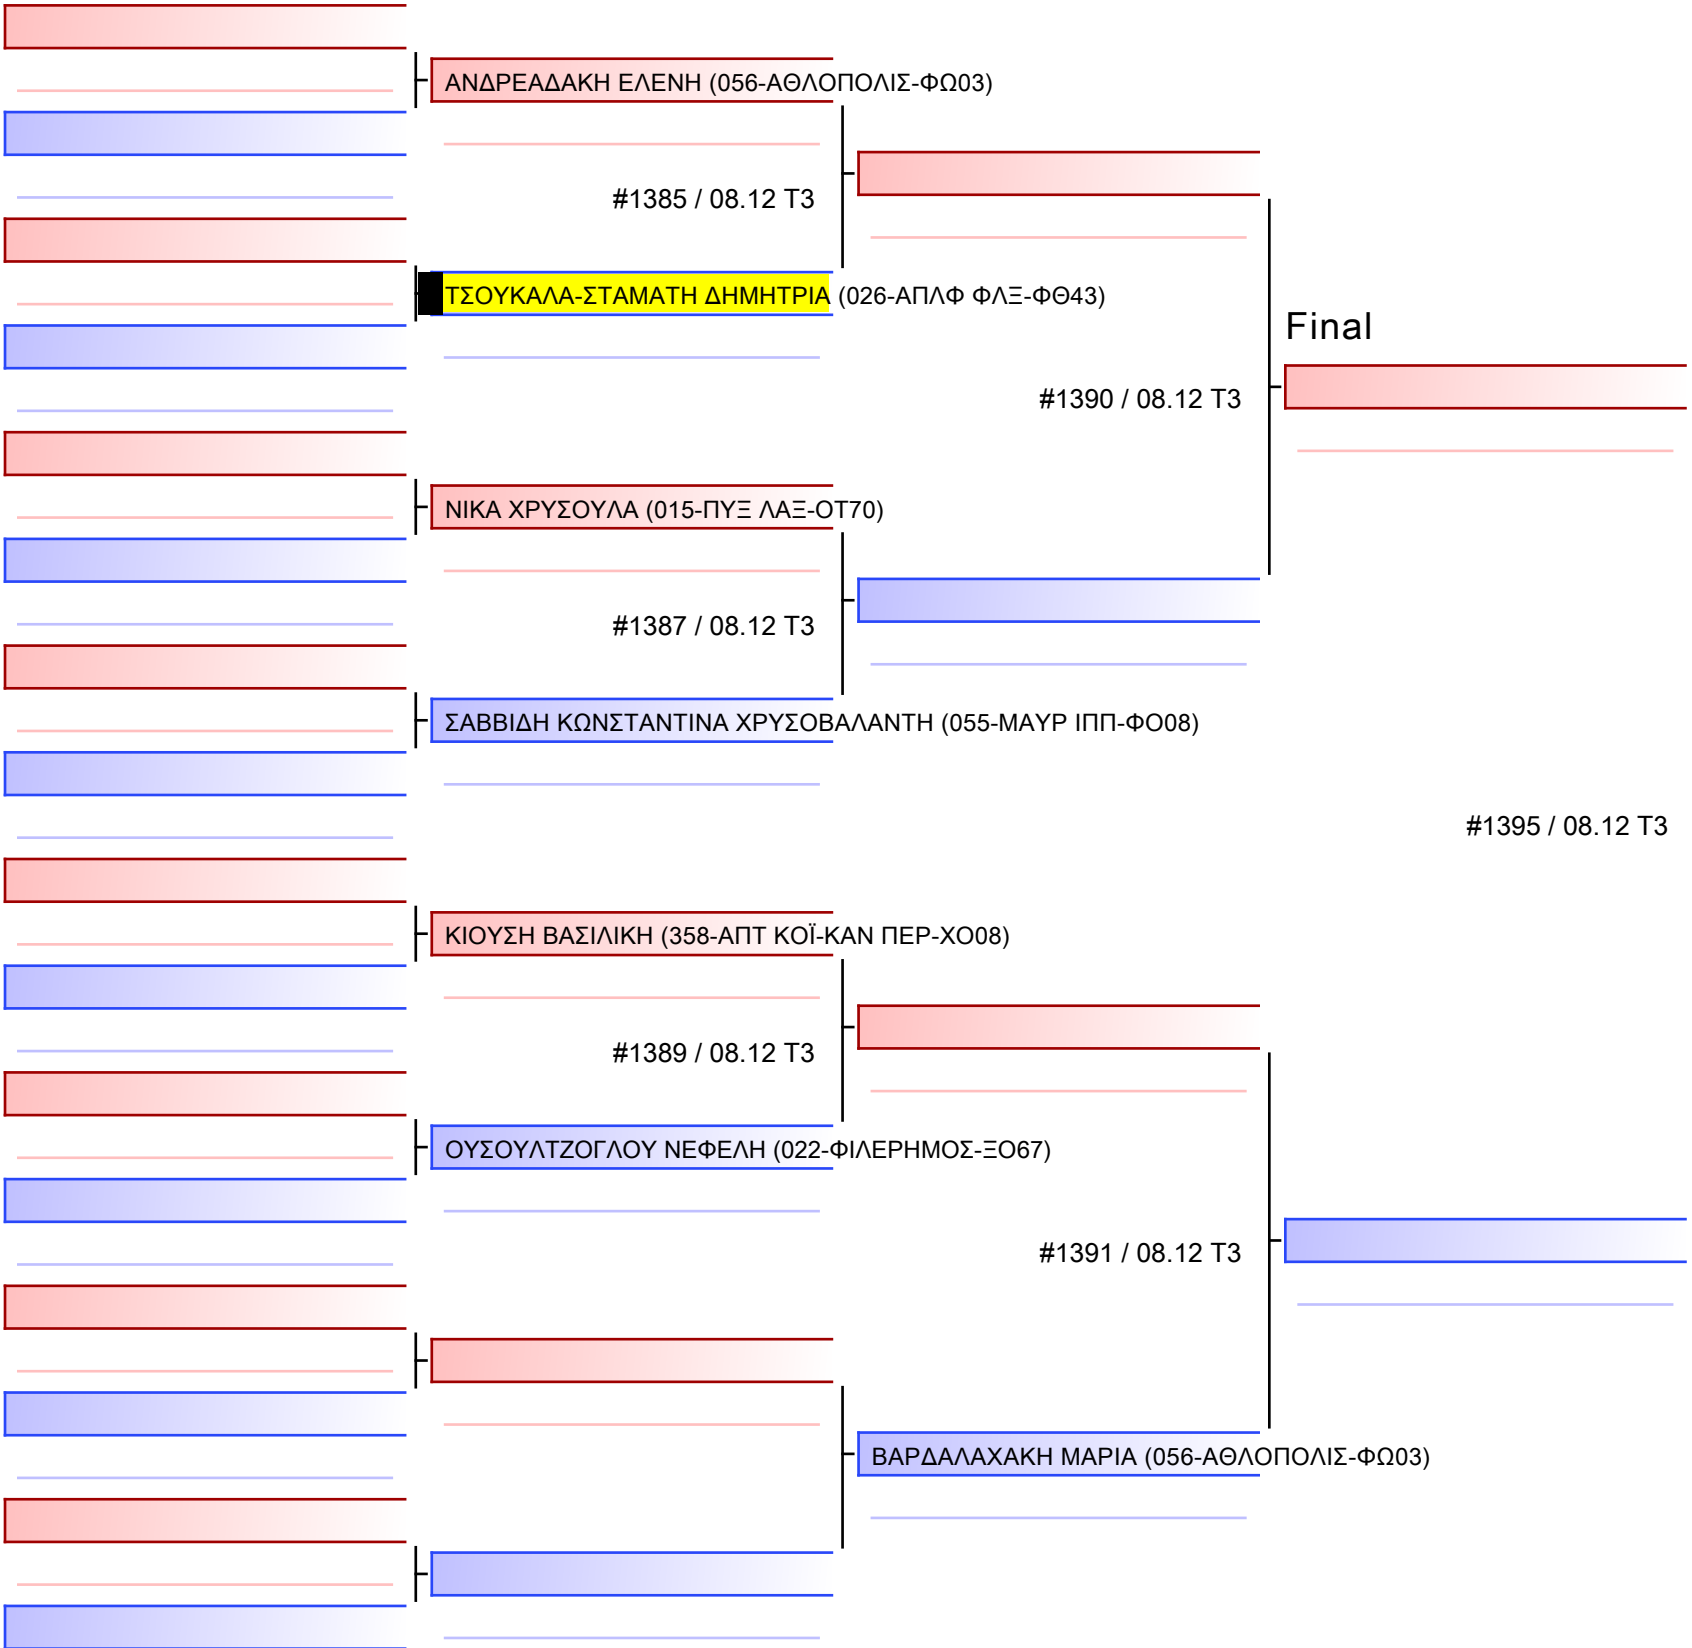 ΑΝΔΡΕΑΔΑΚΗ ΕΛΕΝΗ (056-ΑΘΛΟΠΟΛΙΣ-ΦΩ03)
#1385 / 08.12 T3
ΤΣΟΥΚΑΛΑ-ΣΤΑΜΑΤΗ ΔΗΜΗΤΡΙΑ (026-ΑΠΛΦ ΦΛΞ-ΦΘ43)
Final
#1390 / 08.12 T3
ΝΙΚΑ ΧΡΥΣΟΥΛΑ (015-ΠΥΞ ΛΑΞ-ΟΤ70)
#1387 / 08.12 T3
ΣΑΒΒΙΔΗ ΚΩΝΣΤΑΝΤΙΝΑ ΧΡΥΣΟΒΑΛΑΝΤΗ (055-ΜΑΥΡ ΙΠΠ-ΦΟ08)
#1395 / 08.12 T3
ΚΙΟΥΣΗ ΒΑΣΙΛΙΚΗ (358-ΑΠΤ ΚΟΪ-ΚΑΝ ΠΕΡ-ΧΟ08)
#1389 / 08.12 T3
ΟΥΣΟΥΛΤΖΟΓΛΟΥ ΝΕΦΕΛΗ (022-ΦΙΛΕΡΗΜΟΣ-ΞΟ67)
#1391 / 08.12 T3
ΒΑΡΔΑΛΑΧΑΚΗ ΜΑΡΙΑ (056-ΑΘΛΟΠΟΛΙΣ-ΦΩ03)